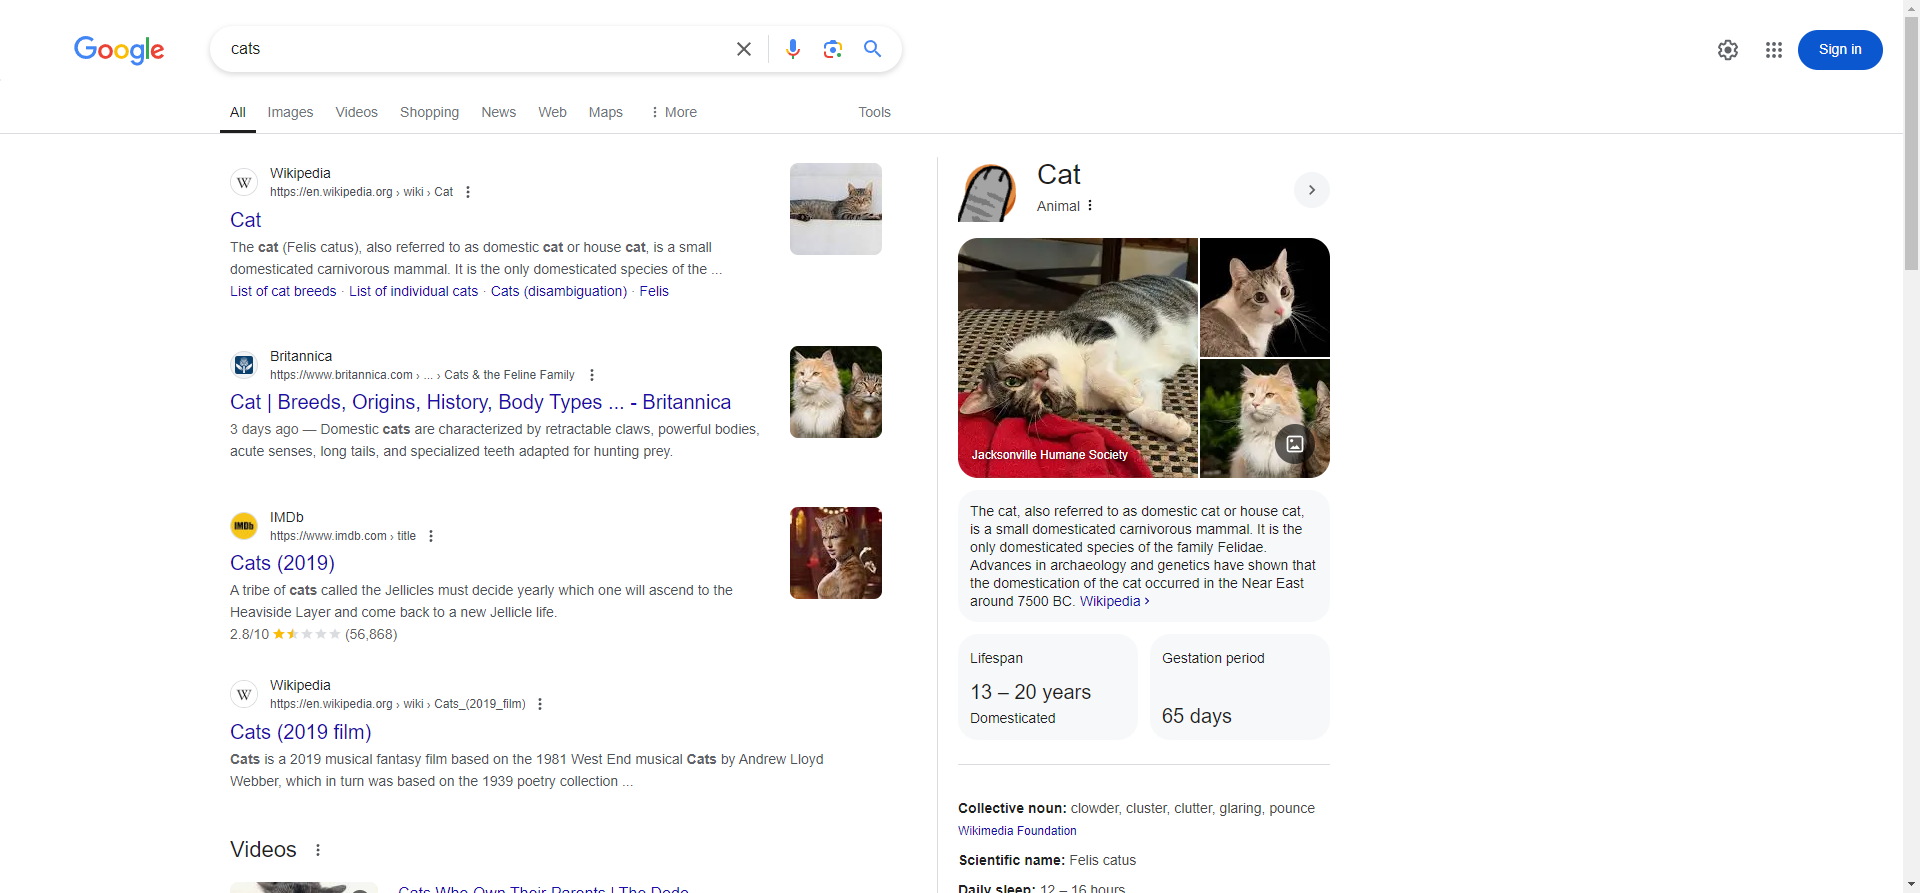 Google
cats
Sign in
All
Images
Videos
Shopping
News
Web
Maps
More
Tools
W
Wikipedia
https://en.wikipedia.org › wiki › Cat
Cat
The cat (Felis catus), also referred to as domestic cat or house cat, is a small
domesticated carnivorous mammal. It is the only domesticated species of the ...
List of cat breeds · List of individual cats · Cats (disambiguation) · Felis
Britannica
https://www.britannica.com › ... › Cats & the Feline Family
Cat | Breeds, Origins, History, Body Types ... - Britannica
3 days ago — Domestic cats are characterized by retractable claws, powerful bodies,
acute senses, long tails, and specialized teeth adapted for hunting prey.
IMDb
IMDb
https://www.imdb.com › title
Cats (2019)
A tribe of cats called the Jellicles must decide yearly which one will ascend to the
Heaviside Layer and come back to a new Jellicle life.
2.8/10 (56,868)
W
Wikipedia
https://en.wikipedia.org › wiki › Cats_(2019_film)
Cats (2019 film)
Cats is a 2019 musical fantasy film based on the 1981 West End musical Cats by Andrew Lloyd
Webber, which in turn was based on the 1939 poetry collection ...
Videos
Cats Who Own Their Parents | The Dodo
Cat
Animal
Jacksonville Humane Society
The cat, also referred to as domestic cat or house cat,
is a small domesticated carnivorous mammal. It is the
only domesticated species of the family Felidae.
Advances in archaeology and genetics have shown that
the domestication of the cat occurred in the Near East
around 7500 BC. Wikipedia ›
Lifespan
13 – 20 years
Domesticated
Gestation period
65 days
Collective noun: clowder, cluster, clutter, glaring, pounce
Wikimedia Foundation
Scientific name: Felis catus
Daily sleep: 12 – 16 hours